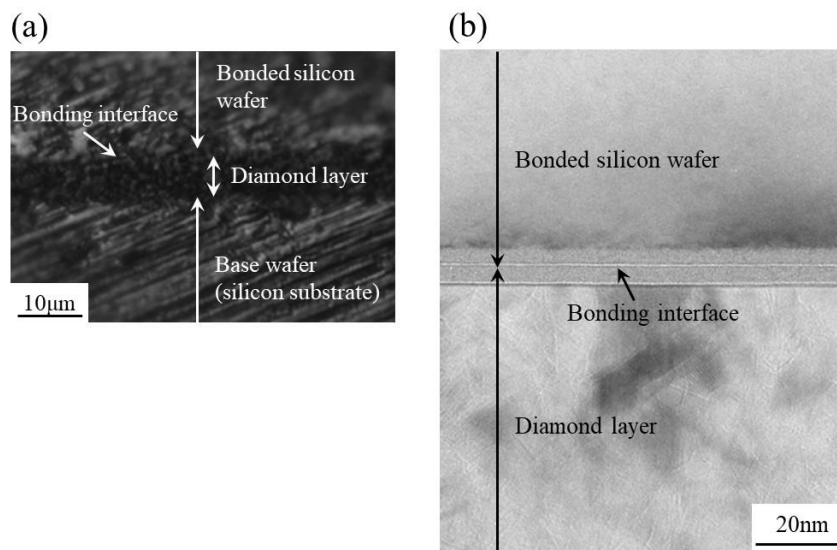 (a)
Bonded silicon
wafer
Bonding interface
Diamond layer
Base wafer
(silicon substrate)
10μm
(b)
Bonded silicon wafer
Bonding interface
Diamond layer
20nm